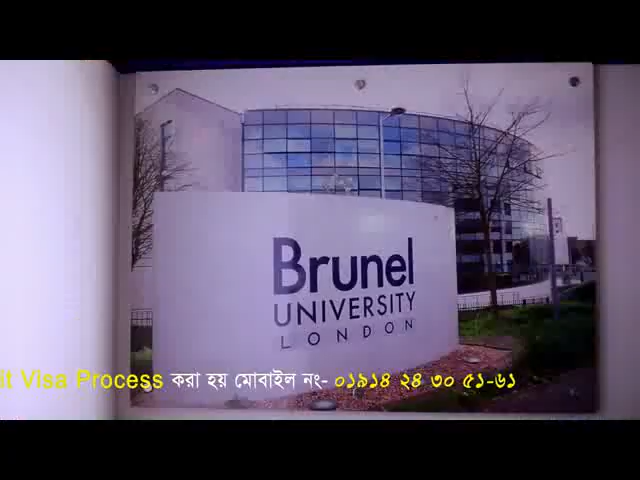 Brunel
UNIVERSITY
LONDON
it Visa Process করা হয় মোবাইল নং- ০১৯১৪ ২৪ ৩০ ৫১-৬১